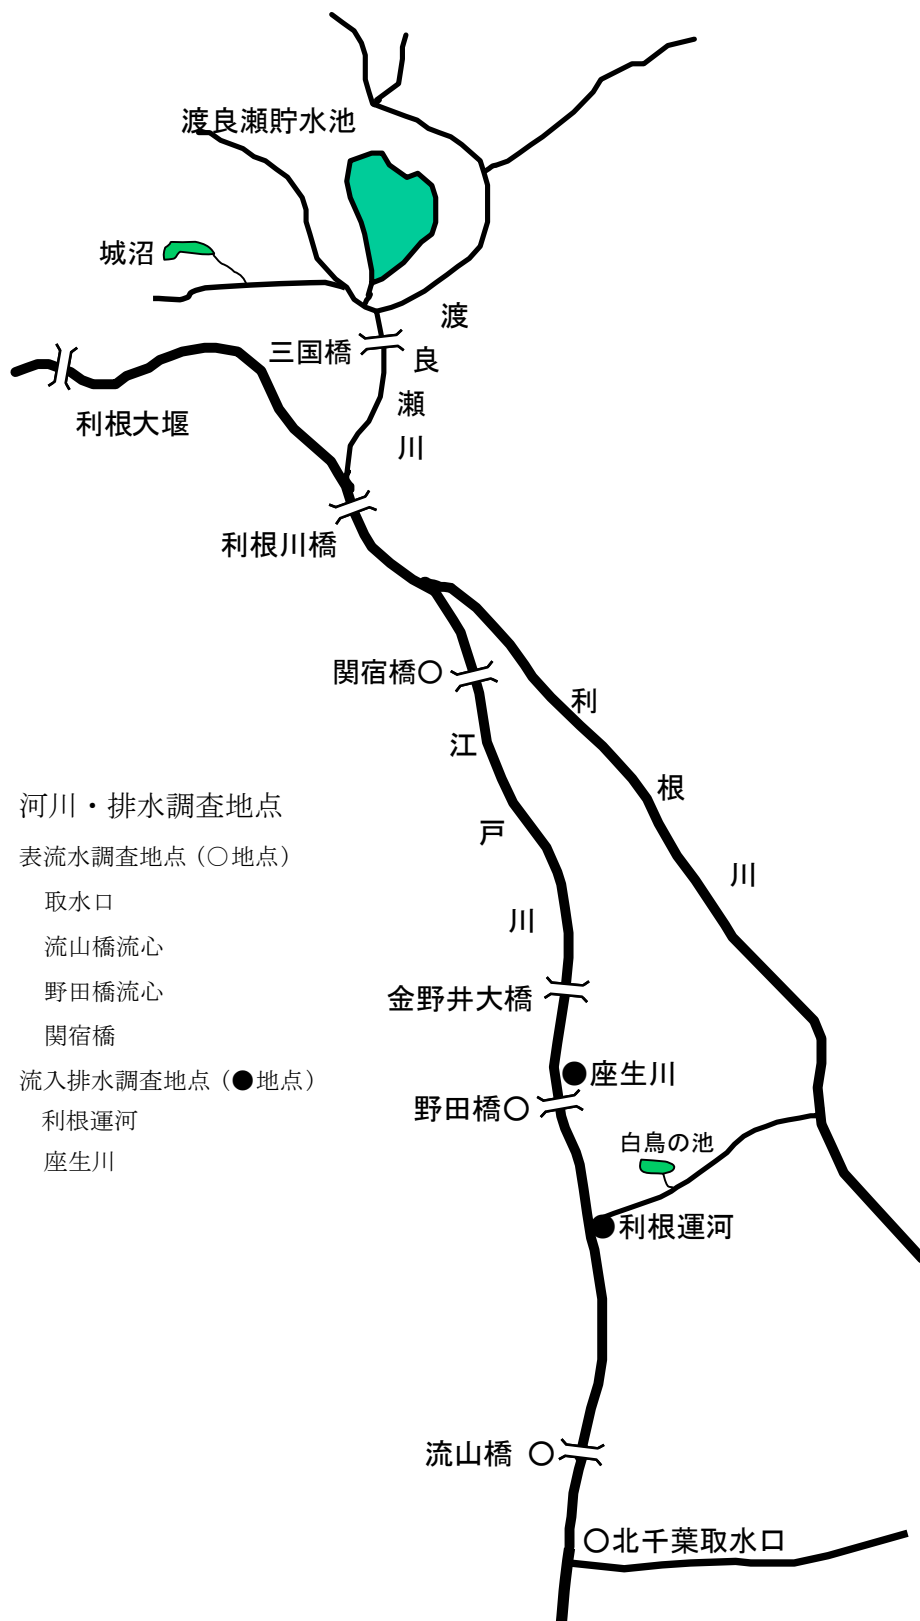 渡良瀬貯水池
城沼
渡良瀬川
三国橋
利根大堰
利根川橋
関宿橋○
利根川
江戸川
河川・排水調査地点
表流水調査地点（○地点）
取水口
流山橋流心
野田橋流心
関宿橋
流入排水調査地点（●地点）
利根運河
座生川
金野井大橋
●座生川
野田橋○
白鳥の池
●利根運河
流山橋 ○
○北千葉取水口